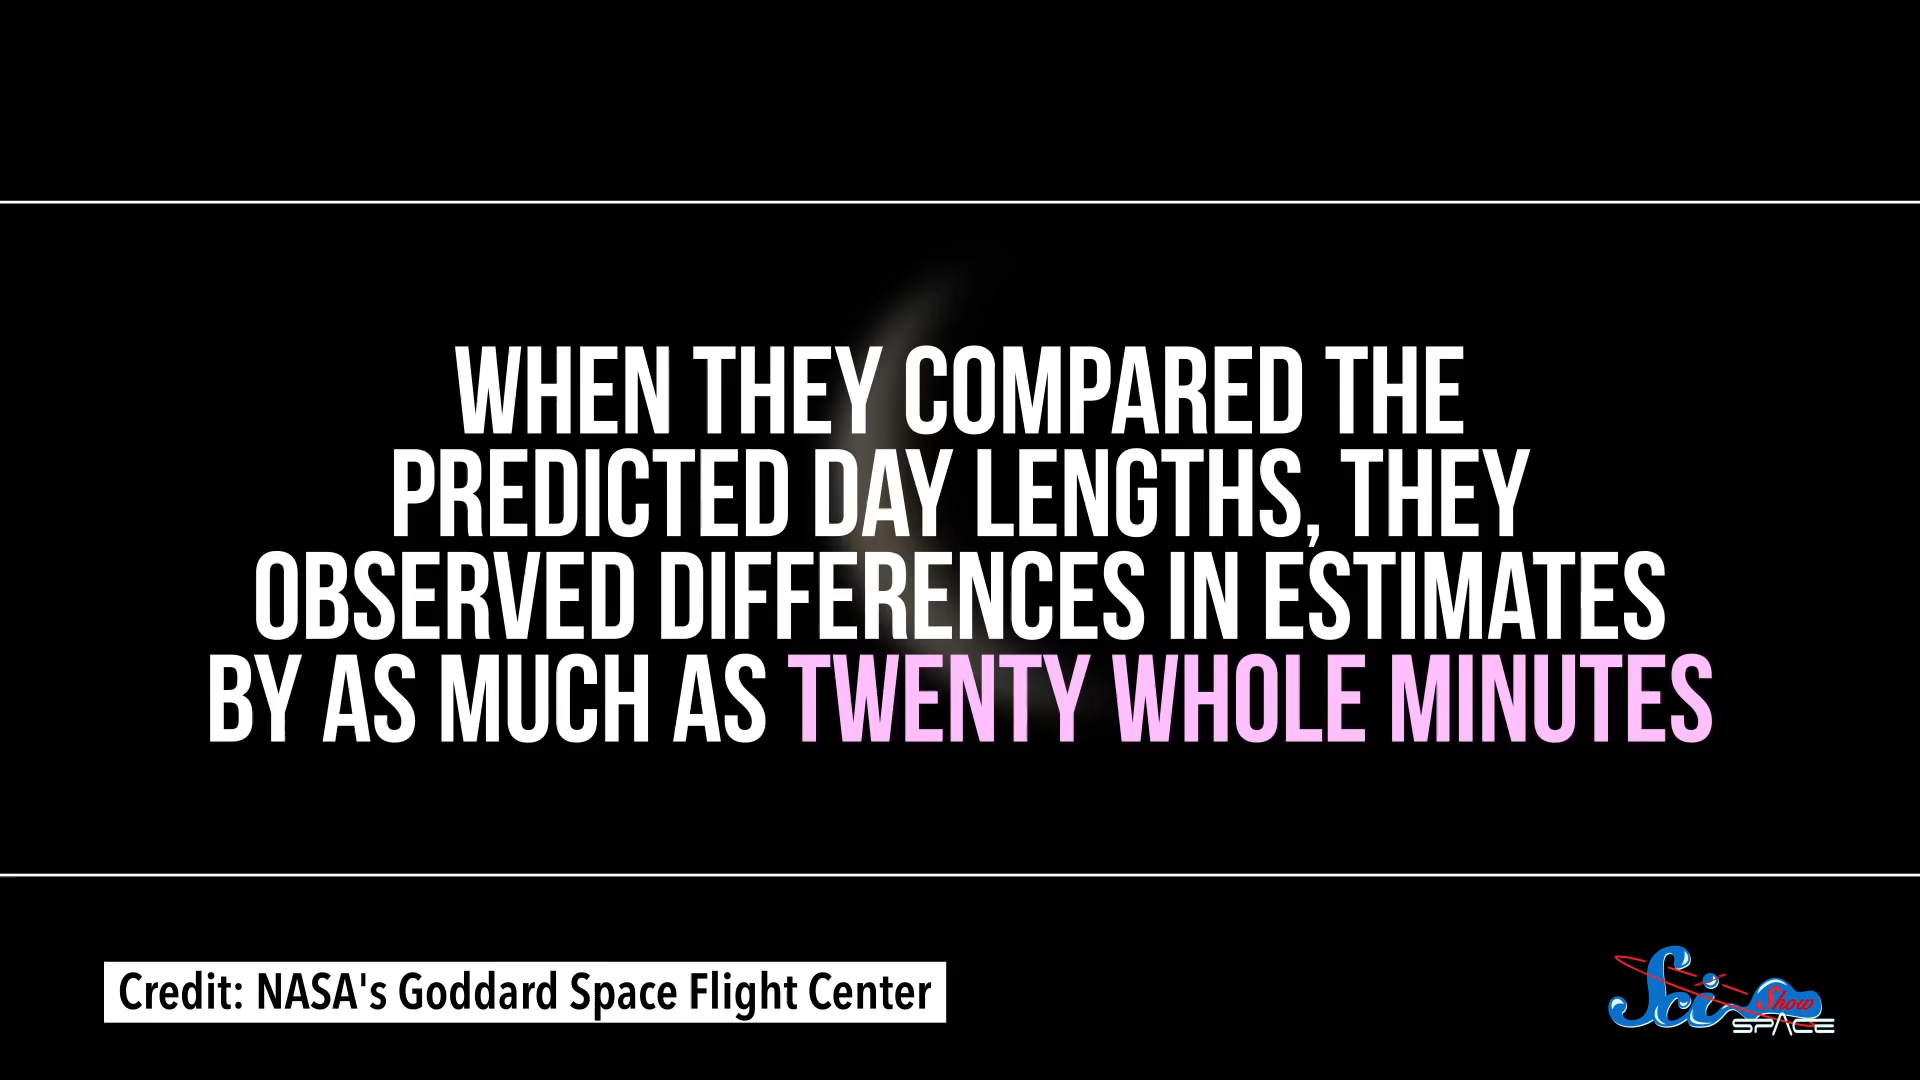 WHEN THEY COMPARED THE
PREDICTED DAY LENGTHS, THEY
OBSERVED DIFFERENCES IN ESTIMATES
BY AS MUCH AS TWENTY WHOLE MINUTES
Credit: NASA's Goddard Space Flight Center
Sci Show
SPACE